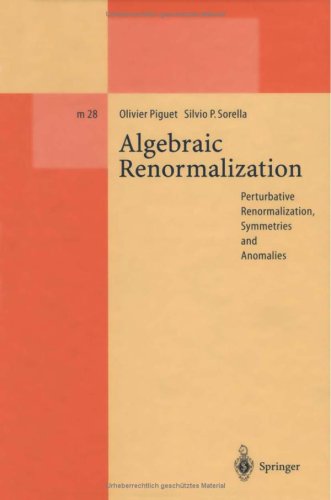 m 28
Olivier Piguet Silvio P. Sorella
Algebraic
Renormalization
Perturbative
Renormalization,
Symmetries
and
Anomalies
Springer
Urheberrechtlich geschütztes Material